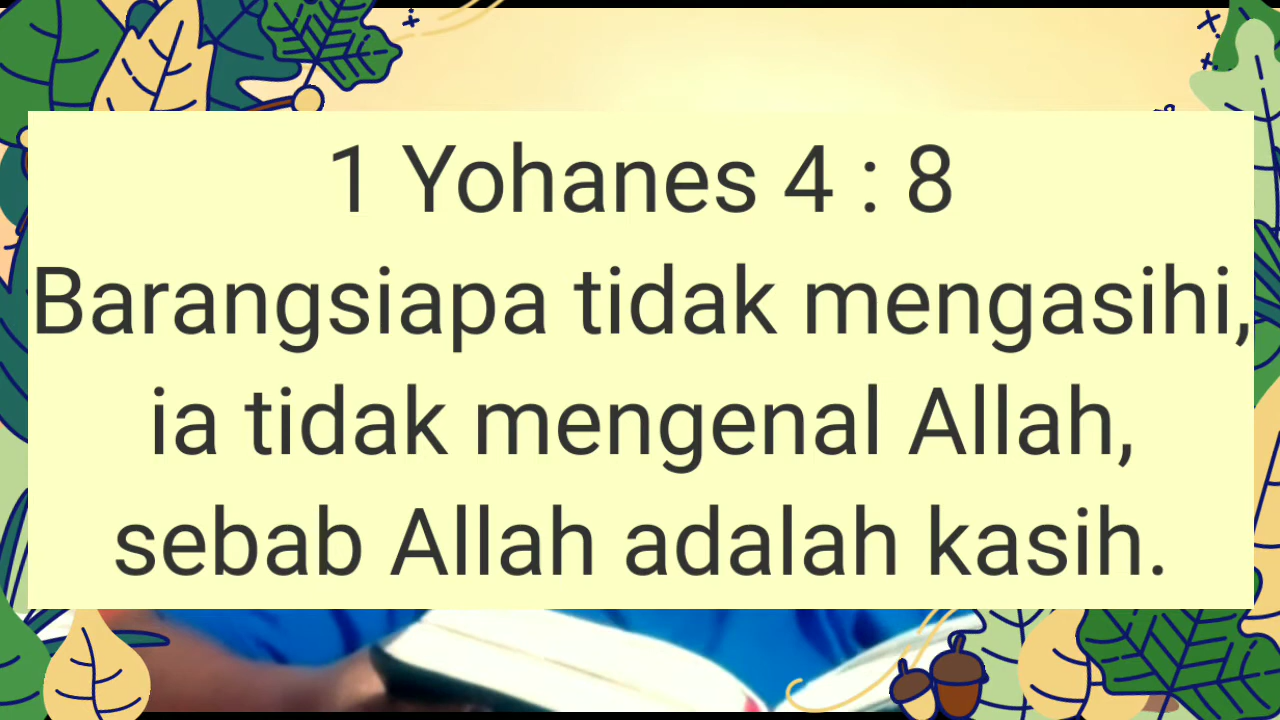 1 Yohanes 4 : 8
Barangsiapa tidak mengasihi,
ia tidak mengenal Allah,
sebab Allah adalah kasih.